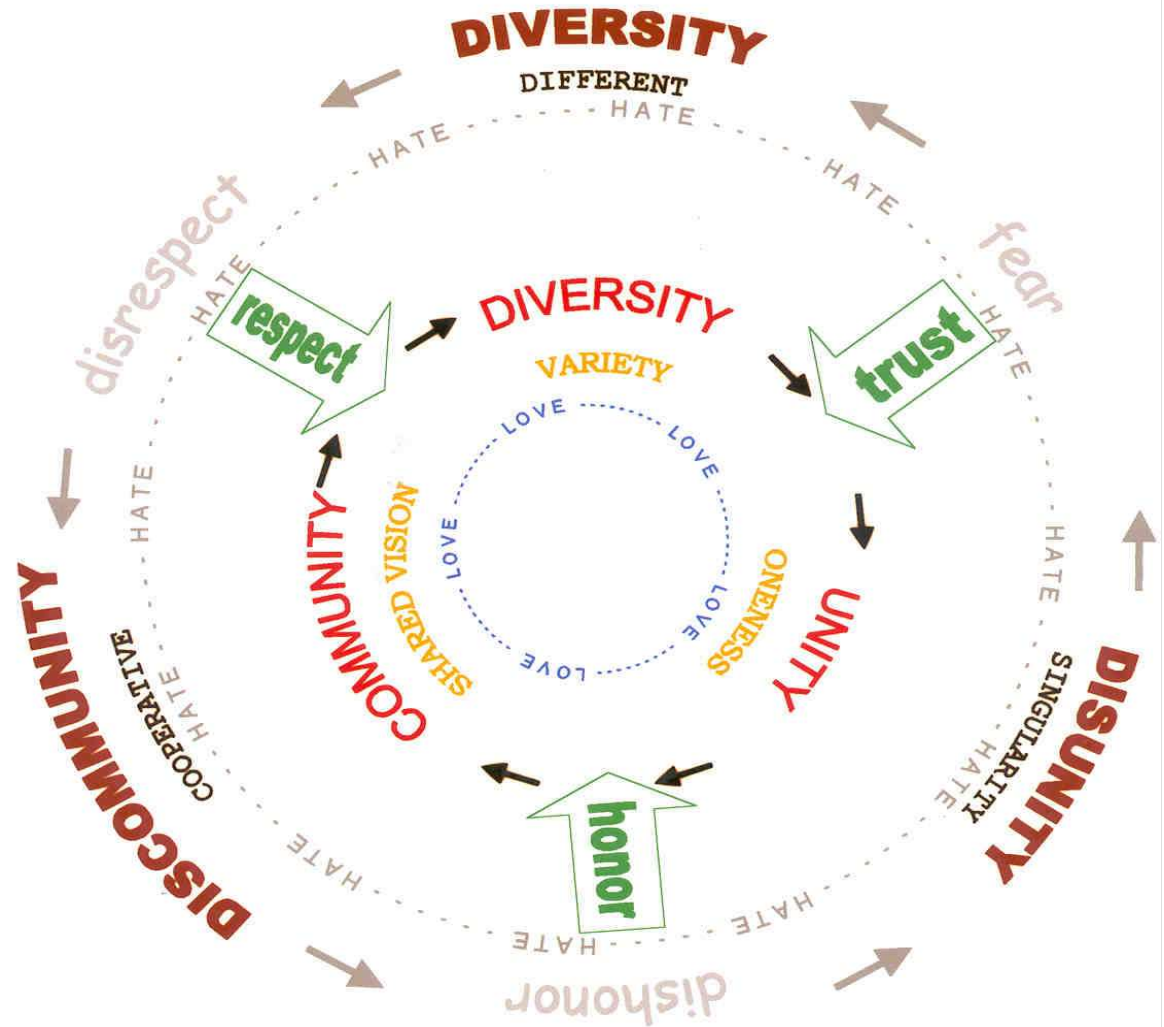 DIVERSITY
DIFFERENT
HATE
HATE
HATE
HATE
HATE
HATE
HATE
HATE
HATE
HATE
HATE
HATE
HATE
disrespect
fear
dishonor
DISCOMMUNITY
COOPERATIVE
DISUNITY
SINGULARITY
respect
trust
honor
DIVERSITY
VARIETY
UNITY
ONENESS
COMMUNITY
SHARED VISION
LOVE
LOVE
LOVE
LOVE
LOVE